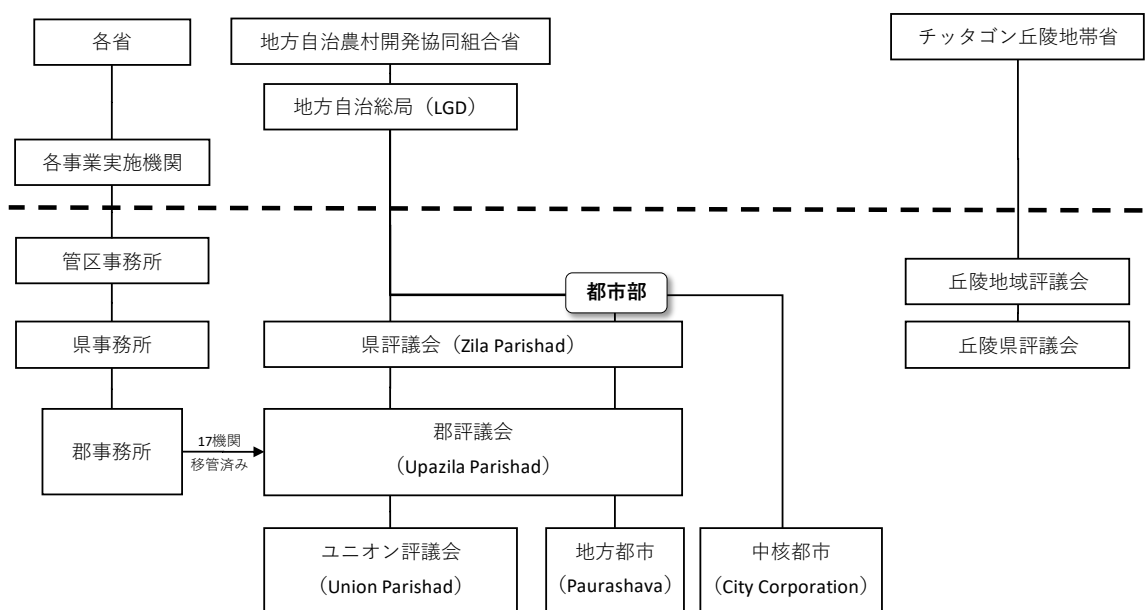 各省
地方自治農村開発協同組合省
チッタゴン丘陵地帯省
地方自治総局（LGD）
各事業実施機関
管区事務所
都市部
丘陵地域評議会
県事務所
県評議会（Zila Parishad）
丘陵県評議会
郡事務所
17機関
移管済み
郡評議会
（Upazila Parishad）
ユニオン評議会
（Union Parishad）
地方都市
（Paurashava）
中核都市
（City Corporation）